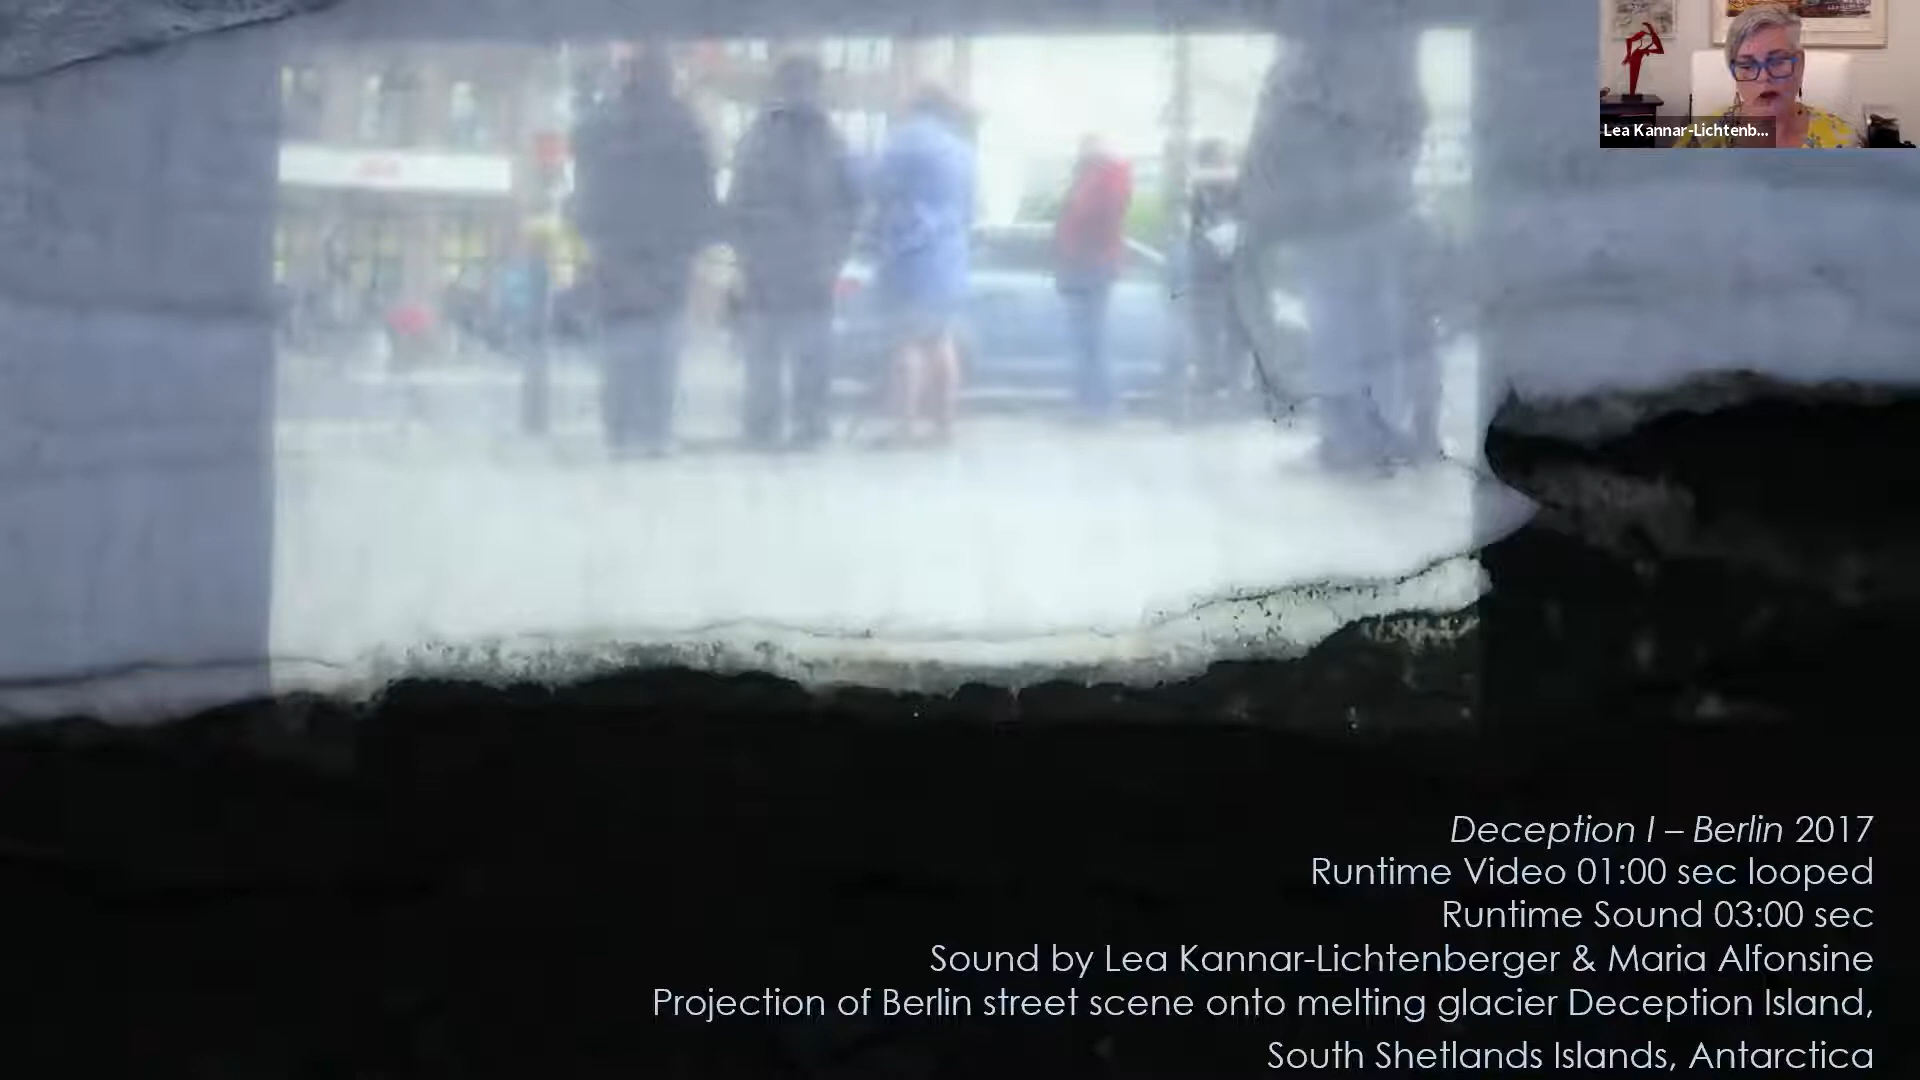 Lea Kannar-Lichtenb...
Deception I – Berlin 2017
Runtime Video 01:00 sec looped
Runtime Sound 03:00 sec
Sound by Lea Kannar-Lichtenberger & Maria Alfonsine
Projection of Berlin street scene onto melting glacier Deception Island,
South Shetlands Islands, Antarctica